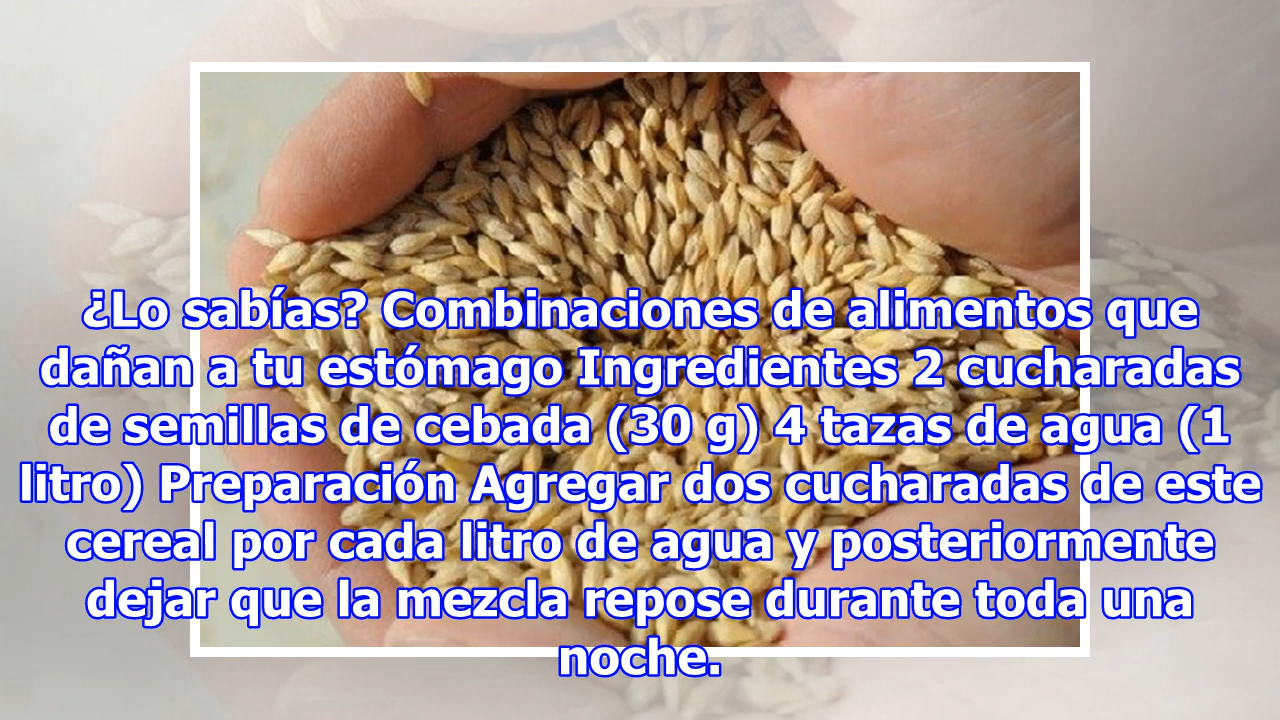 ¿Lo sabías? Combinaciones de alimentos que
dañan a tu estómago Ingredientes 2 cucharadas
de semillas de cebada (30 g) 4 tazas de agua (1
litro) Preparación Agregar dos cucharadas de este
cereal por cada litro de agua y posteriormente
dejar que la mezcla repose durante toda una
noche.